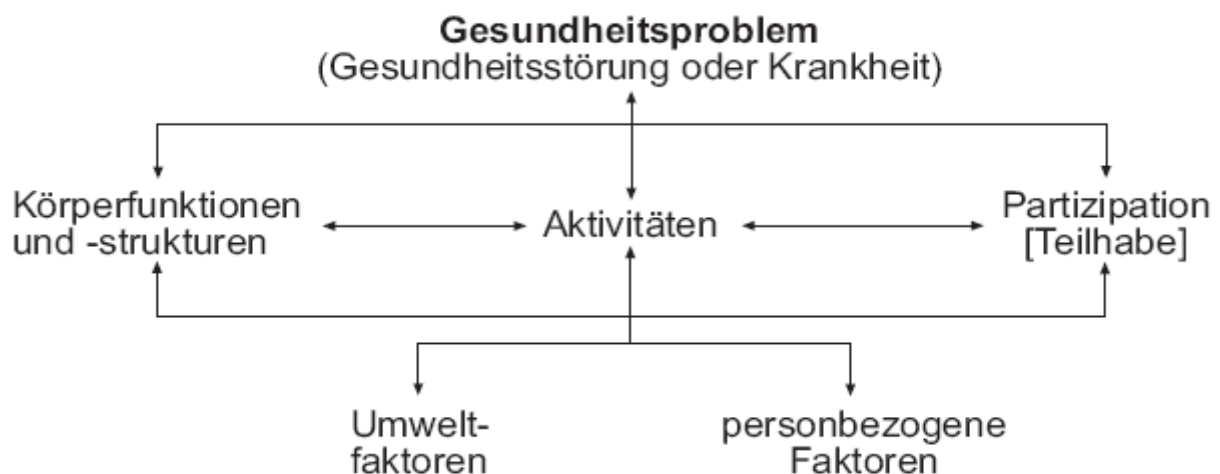 Gesundheitsproblem
(Gesundheitsstörung oder Krankheit)
Körperfunktionen
und -strukturen
Aktivitäten
Partizipation
[Teilhabe]
Umwelt-
faktoren
personbezogene
Faktoren